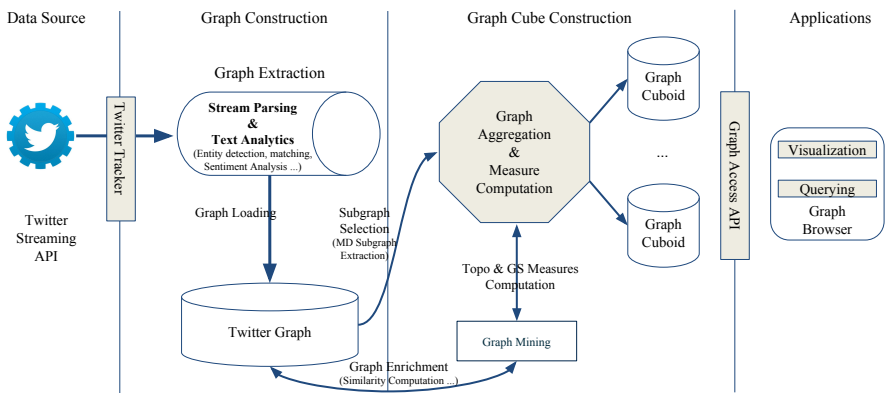 Data Source
Graph Construction
Graph Cube Construction
Applications
Graph Extraction
Stream Parsing
&
Text Analytics
(Entity detection, matching,
Sentiment Analysis ...)
Twitter Tracker
Twitter
Streaming
API
Graph Loading
Subgraph
Selection
(MD Subgraph
Extraction)
Twitter Graph
Graph
Aggregation
&
Measure
Computation
Topo & GS Measures
Computation
Graph Mining
Graph Enrichment
(Similarity Computation ...)
Graph
Cuboid
...
Graph
Cuboid
Graph Access API
Visualization
Querying
Graph
Browser